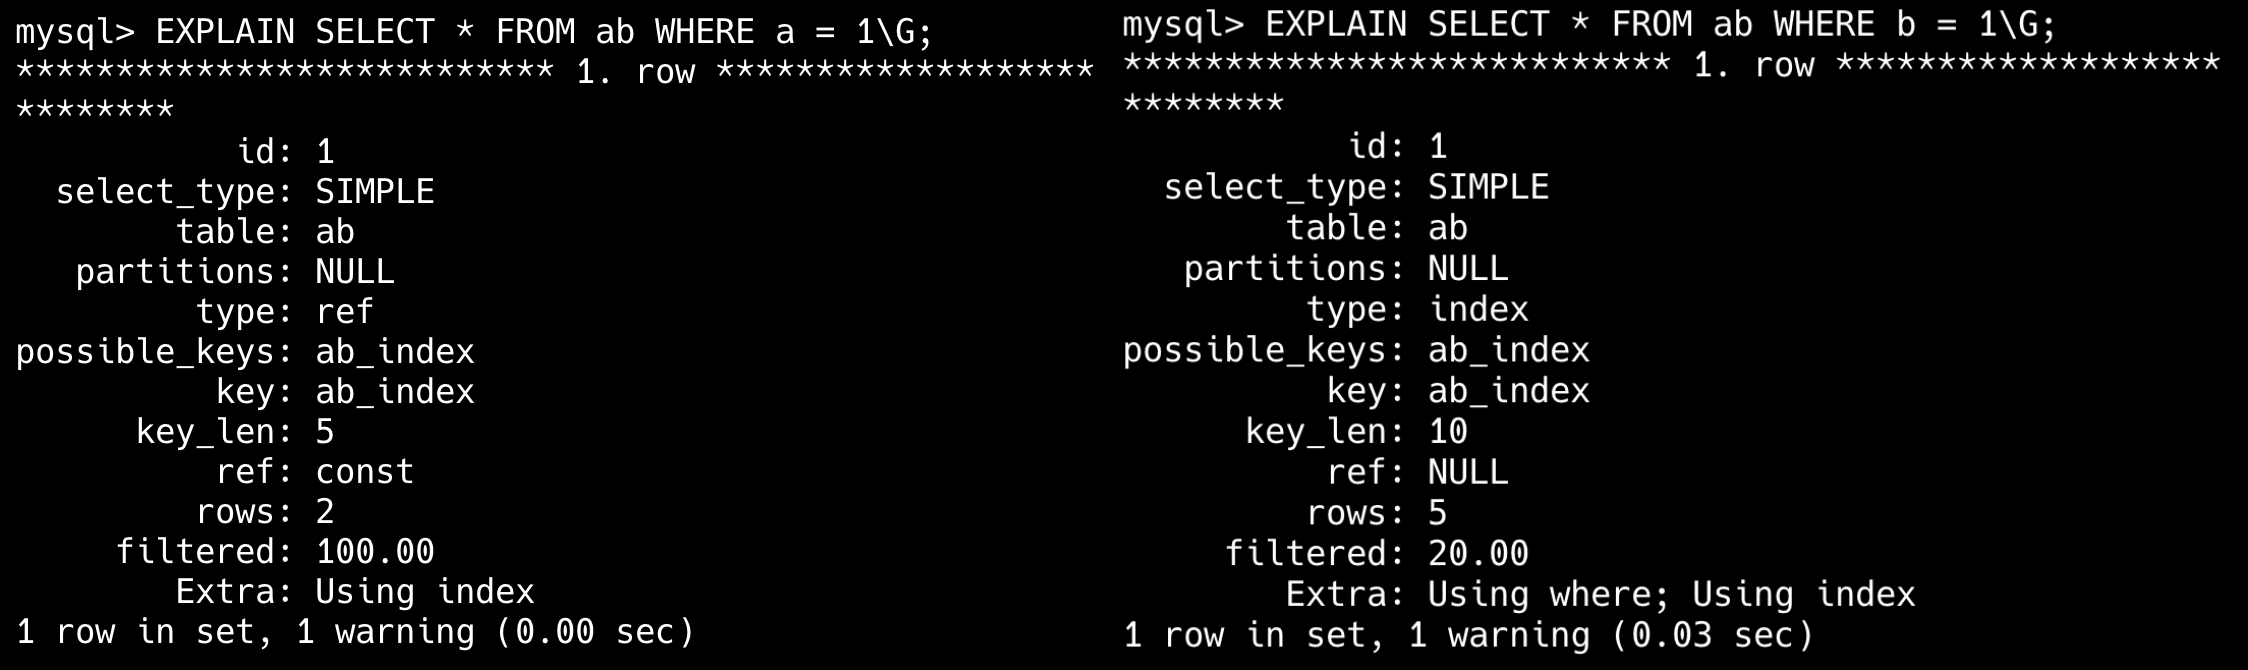 mysql> EXPLAIN SELECT * FROM ab WHERE a = 1\G;
*************************** 1. row *******************
********
id: 1
select_type: SIMPLE
table: ab
partitions: NULL
type: ref
possible_keys: ab_index
key: ab_index
key_len: 5
ref: const
rows: 2
filtered: 100.00
Extra: Using index
1 row in set, 1 warning (0.00 sec)
mysql> EXPLAIN SELECT * FROM ab WHERE b = 1\G;
*************************** 1. row *******************
********
id: 1
select_type: SIMPLE
table: ab
partitions: NULL
type: index
possible_keys: ab_index
key: ab_index
key_len: 10
ref: NULL
rows: 5
filtered: 20.00
Extra: Using where; Using index
1 row in set, 1 warning (0.03 sec)